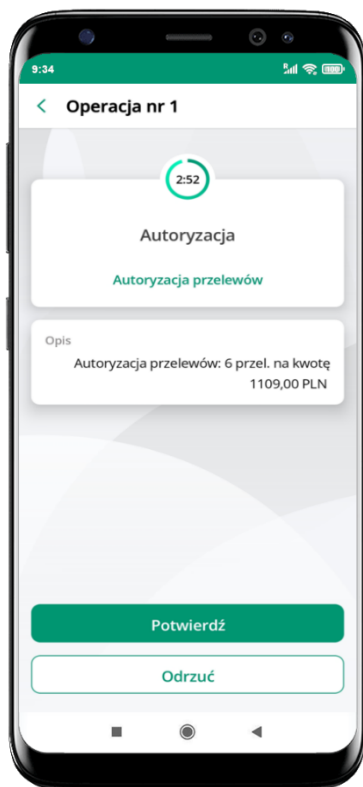 9:34
Operacja nr 1
2:52
Autoryzacja
Autoryzacja przelewów
Opis
Autoryzacja przelewów: 6 przel. na kwotę
1109,00 PLN
Potwierdź
Odrzuć